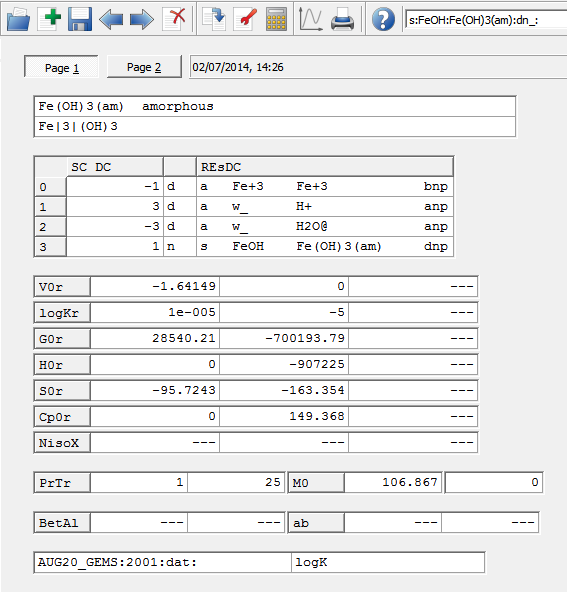 s:FeOH:Fe(OH)3(am):dn_:
Page 1 Page 2 02/07/2014, 14:26
Fe(OH)3(am) amorphous
Fe|3|(OH)3
SC DC REsDC
0 -1 d a Fe+3 Fe+3 bnp
1 3 d a w_ H+ anp
2 -3 d a w_ H2O@ anp
3 1 n s FeOH Fe(OH)3(am) dnp
V0r -1.64149 0 ---
logKr 1e-005 -5 ---
G0r 28540.21 -700193.79 ---
H0r 0 -907225 ---
S0r -95.7243 -163.354 ---
Cp0r 0 149.368 ---
NisoX --- --- ---
PrTr 1 25 M0 106.867 0
BetAl --- --- ab --- ---
AUG20_GEMS:2001:dat: logK